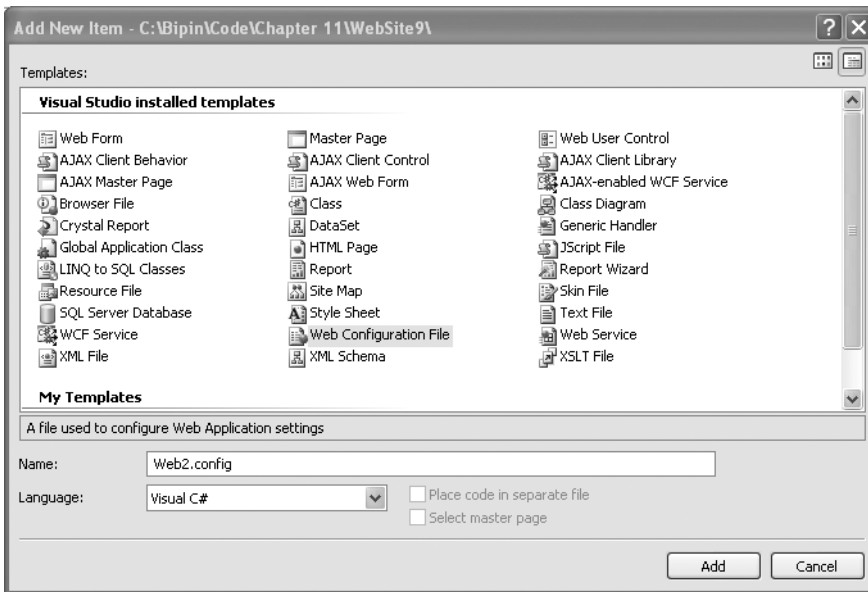 Add New Item - C:\Bipin\Code\Chapter 11\WebSite9\
Templates:
Visual Studio installed templates
Web Form
Master Page
Web User Control
AJAX Client Behavior
AJAX Client Control
AJAX Client Library
AJAX Master Page
AJAX Web Form
AJAX-enabled WCF Service
Browser File
Class
Class Diagram
Crystal Report
DataSet
Generic Handler
Global Application Class
HTML Page
JScript File
LINQ to SQL Classes
Report
Report Wizard
Resource File
Site Map
Skin File
SQL Server Database
Style Sheet
Text File
WCF Service
Web Configuration File
Web Service
XML File
XML Schema
XSLT File
My Templates
A file used to configure Web Application settings
Name:
Web2.config
Language:
Visual C#
Place code in separate file
Select master page
Add
Cancel